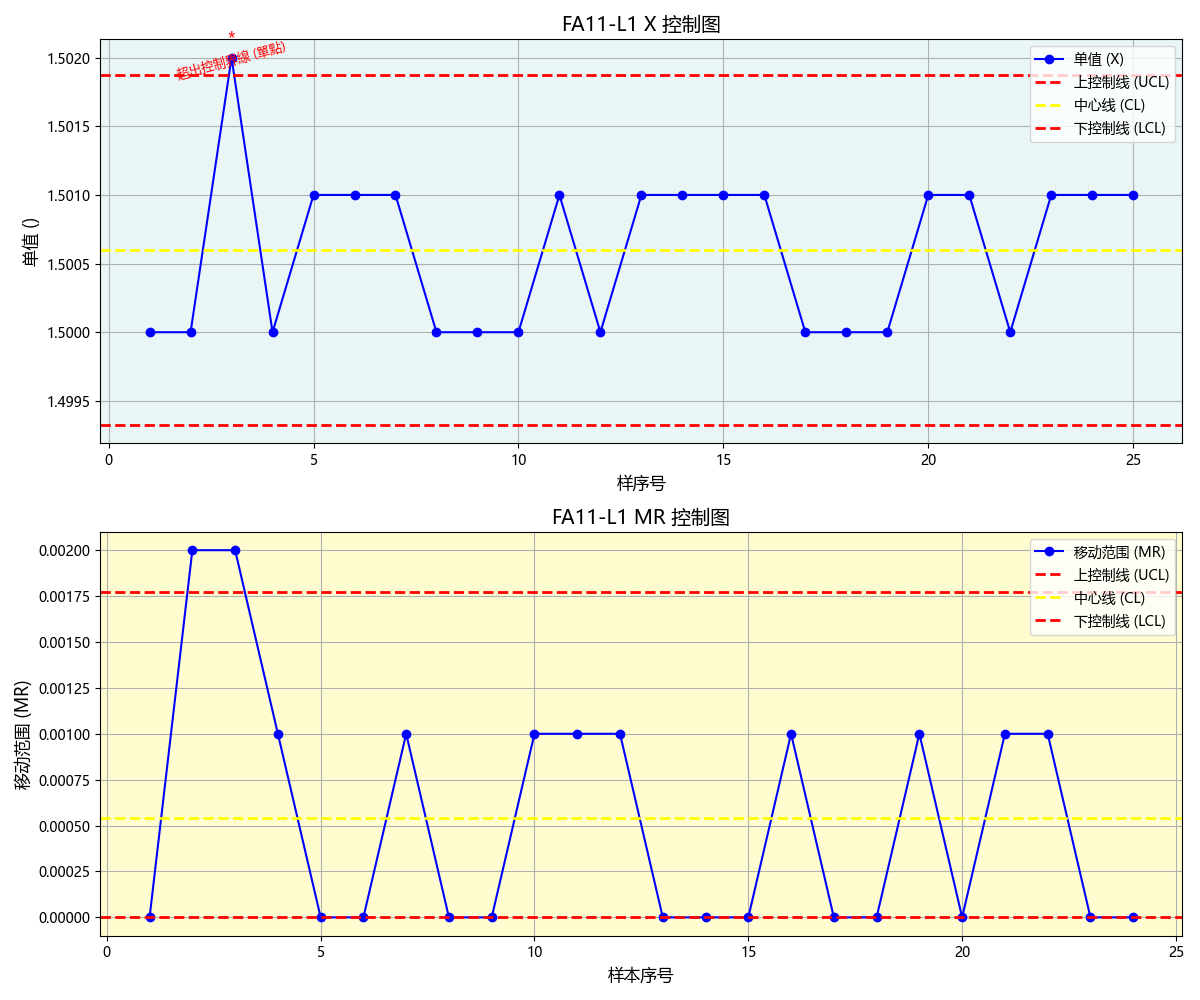 FA11-L1 X 控制图
*
超出控制界線 (單點)
单值 (X)
上控制线 (UCL)
中心线 (CL)
下控制线 (LCL)
单值 ()
1.5020
1.5015
1.5010
1.5005
1.5000
1.4995
0 5 10 15 20 25
样序号
FA11-L1 MR 控制图
移动范围 (MR)
上控制线 (UCL)
中心线 (CL)
下控制线 (LCL)
移动范围 (MR)
0.00200
0.00175
0.00150
0.00125
0.00100
0.00075
0.00050
0.00025
0.00000
0 5 10 15 20 25
样本序号